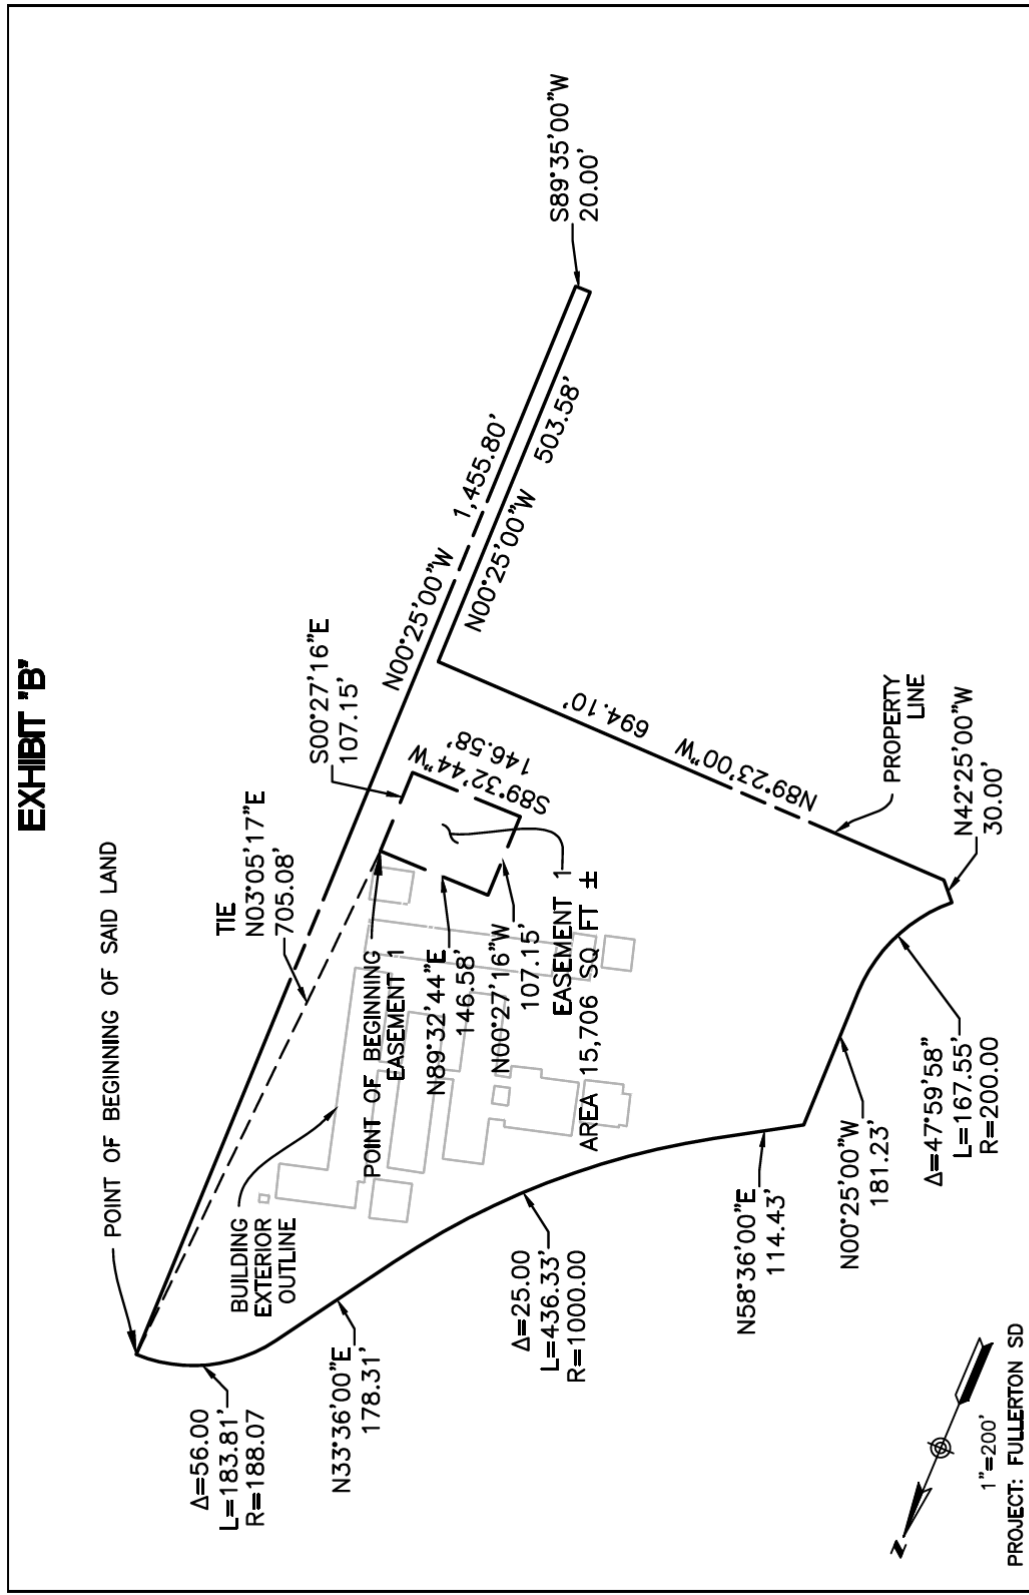 EXHIBIT "B"
POINT OF BEGINNING OF SAID LAND
TIE
N03°05'17"E
705.08'
S00°27'16"E
107.15'
S89°35'00"W
20.00'
N00°25'00"W 1,455.80'
N00°25'00"W 503.58'
S89°32'44"W
146.58'
N89°23'00"W 694.10'
PROPERTY
LINE
N42°25'00"W
30.00'
BUILDING
EXTERIOR
OUTLINE
POINT OF BEGINNING
EASEMENT 1
N89°32'44"E
146.58'
N00°27'16"W
107.15'
EASEMENT 1
AREA 15,706 SQ FT ±
Δ=56.00
L=183.81'
R=188.07
N33°36'00"E
178.31'
Δ=25.00
L=436.33'
R=1000.00
N58°36'00"E
114.43'
N00°25'00"W
181.23'
Δ=47°59'58"
L=167.55'
R=200.00
N
1"=200'
PROJECT: FULLERTON SD